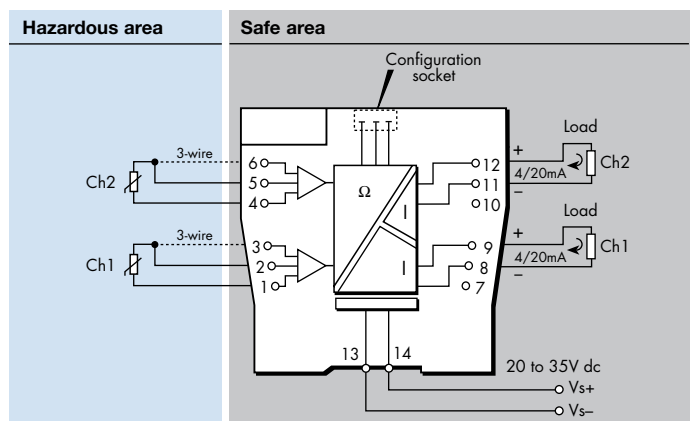 Hazardous area
Safe area
Configuration
socket
Load
3-wire
6
12
+
Ch2
5
Ω
11
4/20mA
Ch2
4
I
10
–
Load
3-wire
3
9
+
Ch1
2
I
8
4/20mA
Ch1
1
7
–
13
14
20 to 35V dc
Vs+
Vs–